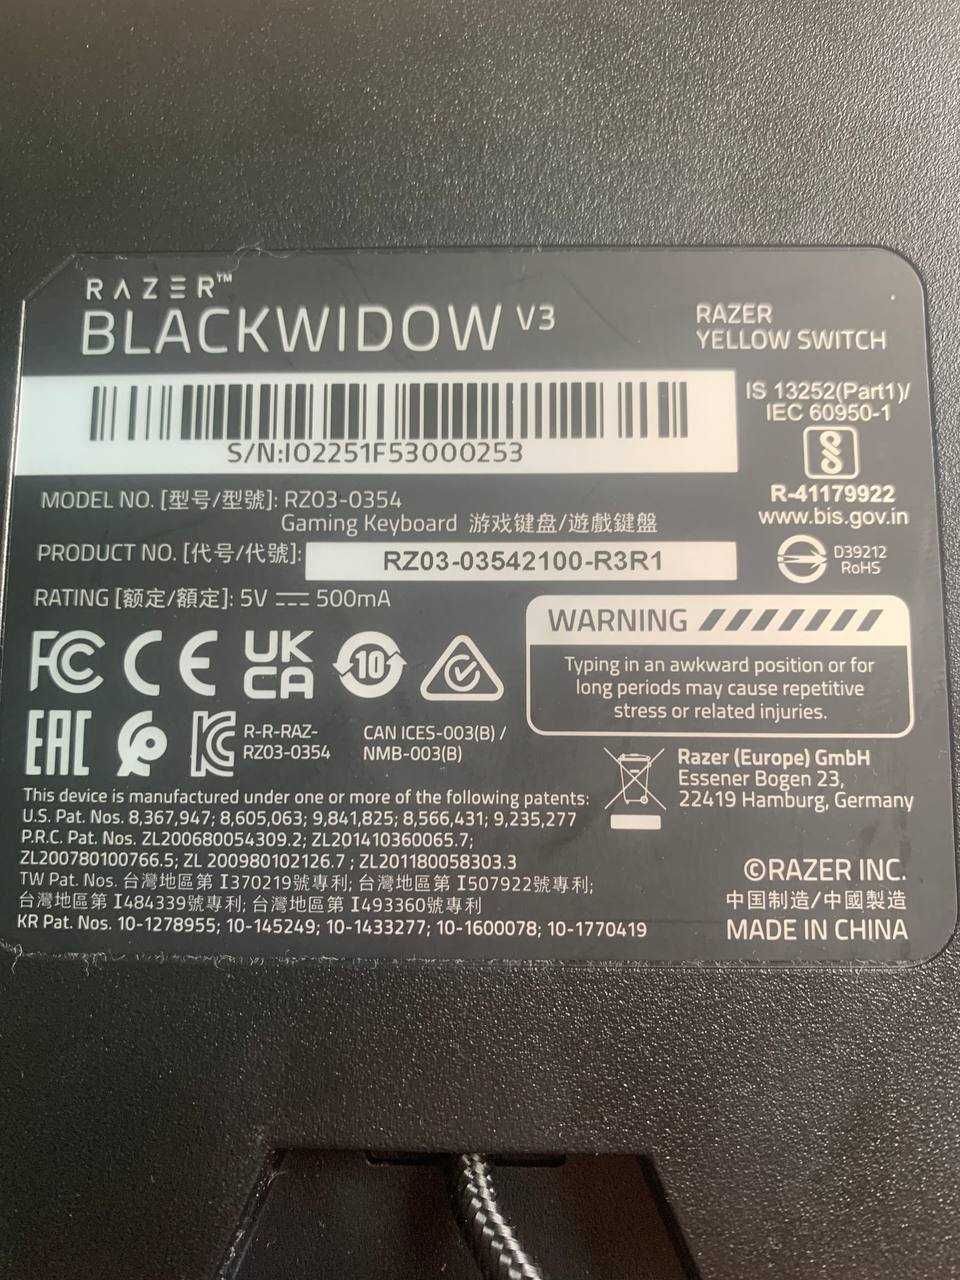 RAZER™
BLACKWIDOW V3
RAZER
YELLOW SWITCH
S/N:IO2251F53000253
IS 13252(Part1)/
IEC 60950-1
R-41179922
www.bis.gov.in
MODEL NO. [型号/型號]: RZ03-0354
Gaming Keyboard 游戏键盘/遊戲鍵盤
PRODUCT NO. [代号/代號]: RZ03-03542100-R3R1
D39212
RoHS
RATING [额定/額定]: 5V ⎓ 500mA
WARNING
Typing in an awkward position or for
long periods may cause repetitive
stress or related injuries.
FC CE UK CA 10
EAC KC
R-R-RAZ-
RZ03-0354
CAN ICES-003(B) /
NMB-003(B)
Razer (Europe) GmbH
Essener Bogen 23,
22419 Hamburg, Germany
This device is manufactured under one or more of the following patents:
U.S. Pat. Nos. 8,367,947; 8,605,063; 9,841,825; 8,566,431; 9,235,277
P.R.C. Pat. Nos. ZL200680054309.2; ZL201410360065.7;
ZL200780100766.5; ZL 200980102126.7 ; ZL201180058303.3
TW Pat. Nos. 台灣地區第 I370219號專利; 台灣地區第 I507922號專利;
台灣地區第 I484339號專利; 台灣地區第 I493360號專利
KR Pat. Nos. 10-1278955; 10-145249; 10-1433277; 10-1600078; 10-1770419
©RAZER INC.
中国制造/中國製造
MADE IN CHINA